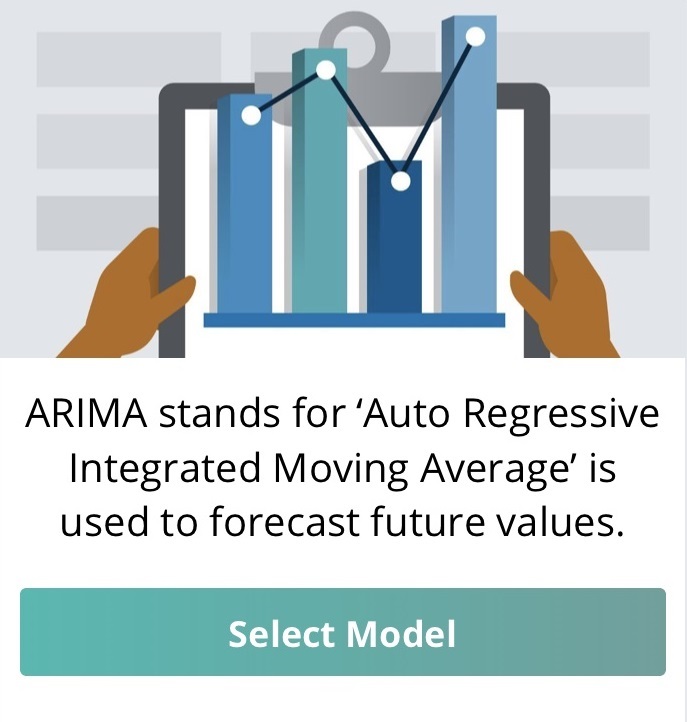 ARIMA stands for ‘Auto Regressive
Integrated Moving Average’ is
used to forecast future values.
Select Model